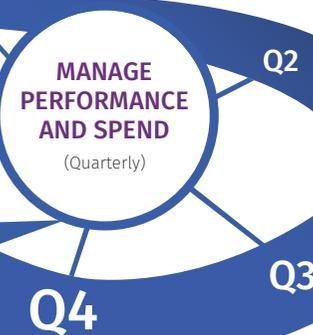 MANAGE
PERFORMANCE
AND SPEND
(Quarterly)
Q2
Q3
Q4